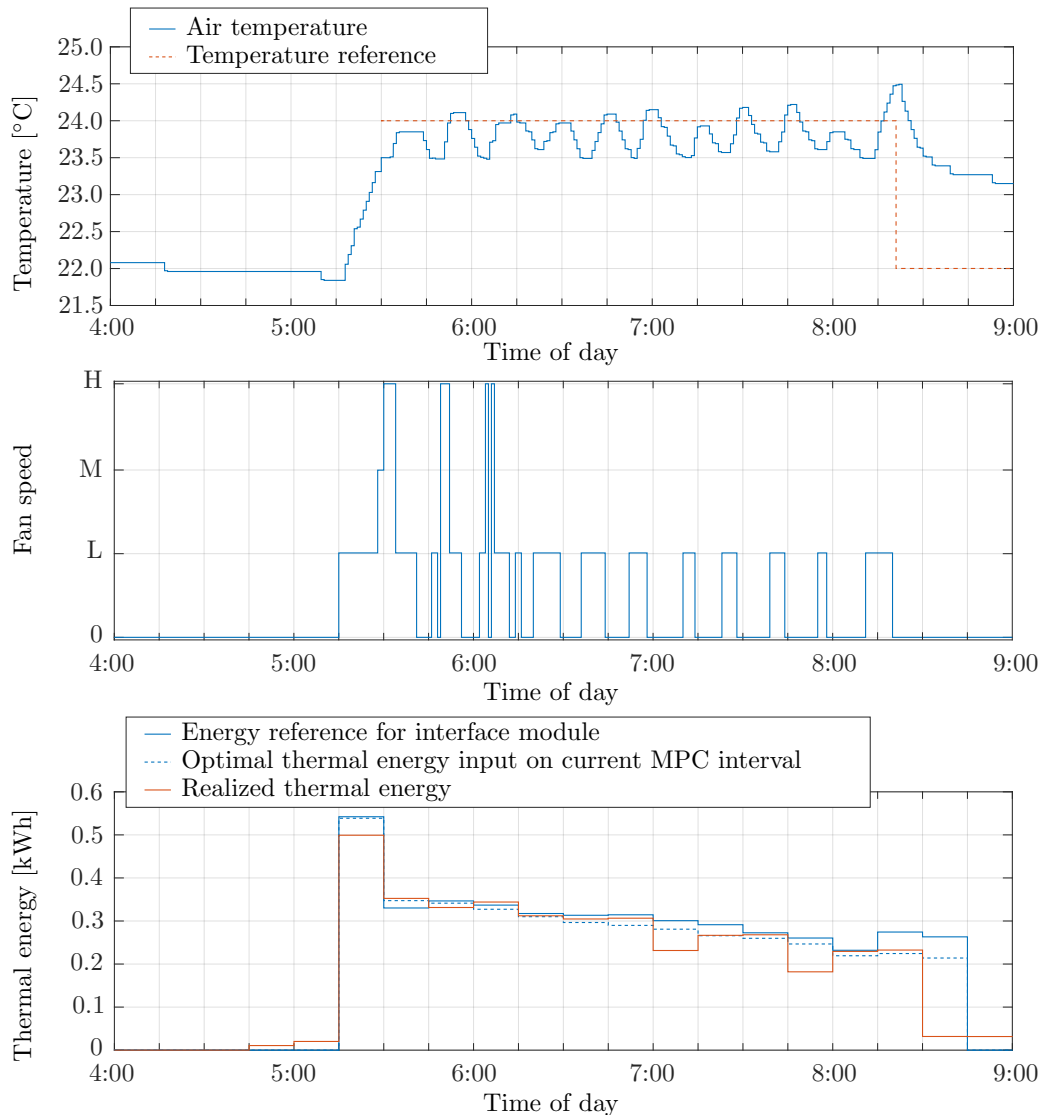 Air temperature
Temperature reference
Temperature [°C]
25.0
24.5
24.0
23.5
23.0
22.5
22.0
21.5
4:00 5:00 6:00 7:00 8:00 9:00
Time of day
Fan speed
H
M
L
0
4:00 5:00 6:00 7:00 8:00 9:00
Time of day
Energy reference for interface module
Optimal thermal energy input on current MPC interval
Realized thermal energy
Thermal energy [kWh]
0.6
0.5
0.4
0.3
0.2
0.1
0
4:00 5:00 6:00 7:00 8:00 9:00
Time of day